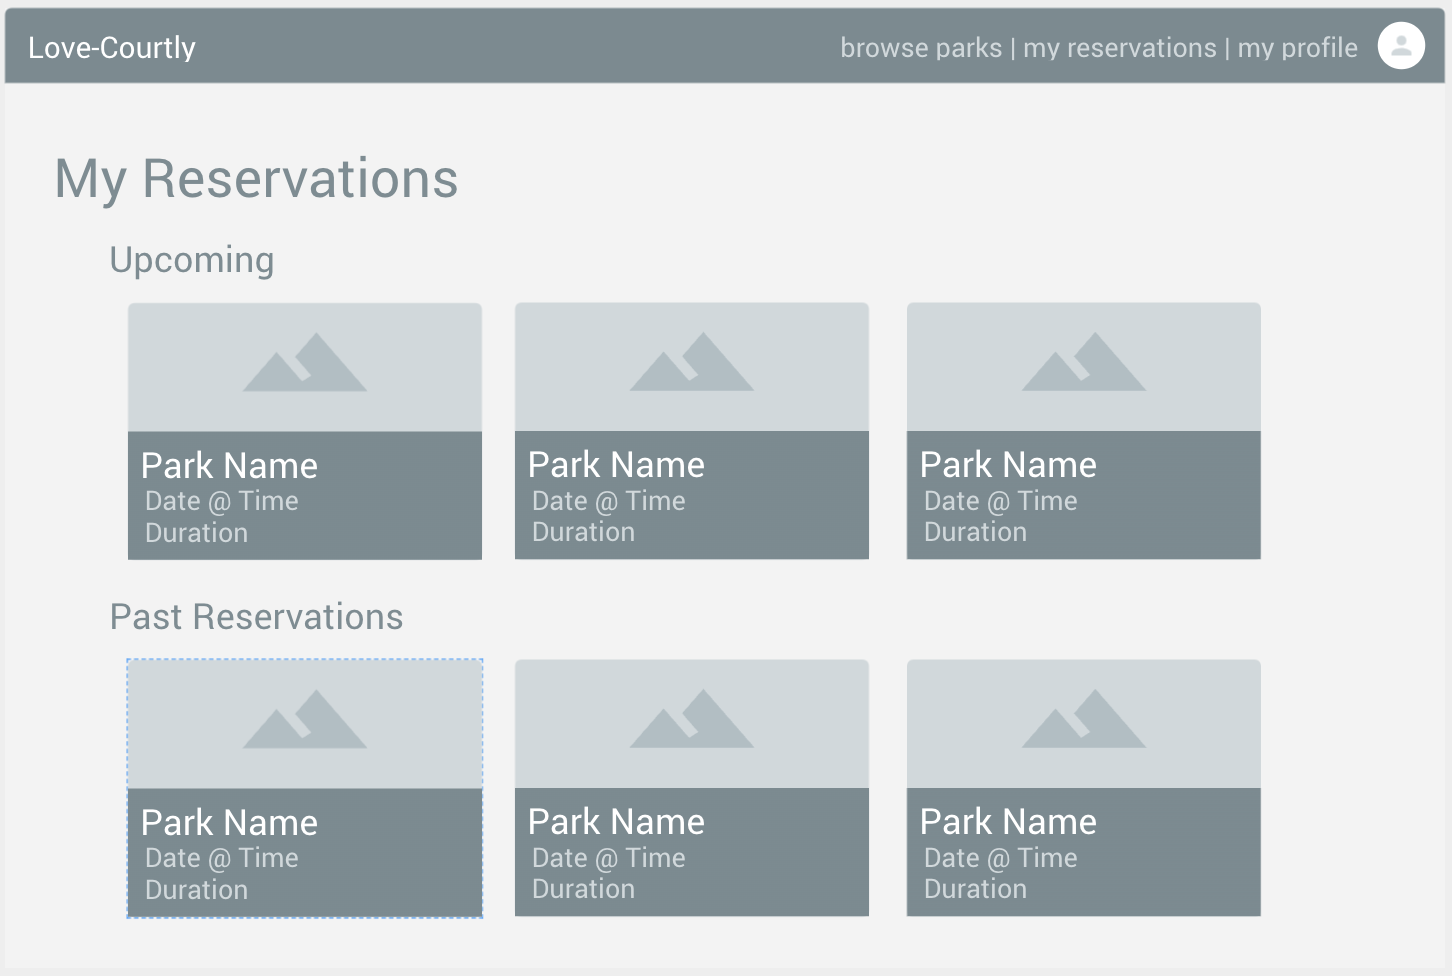 Love-Courtly
browse parks | my reservations | my profile
My Reservations
Upcoming
Park Name
Date @ Time
Duration
Park Name
Date @ Time
Duration
Park Name
Date @ Time
Duration
Past Reservations
Park Name
Date @ Time
Duration
Park Name
Date @ Time
Duration
Park Name
Date @ Time
Duration